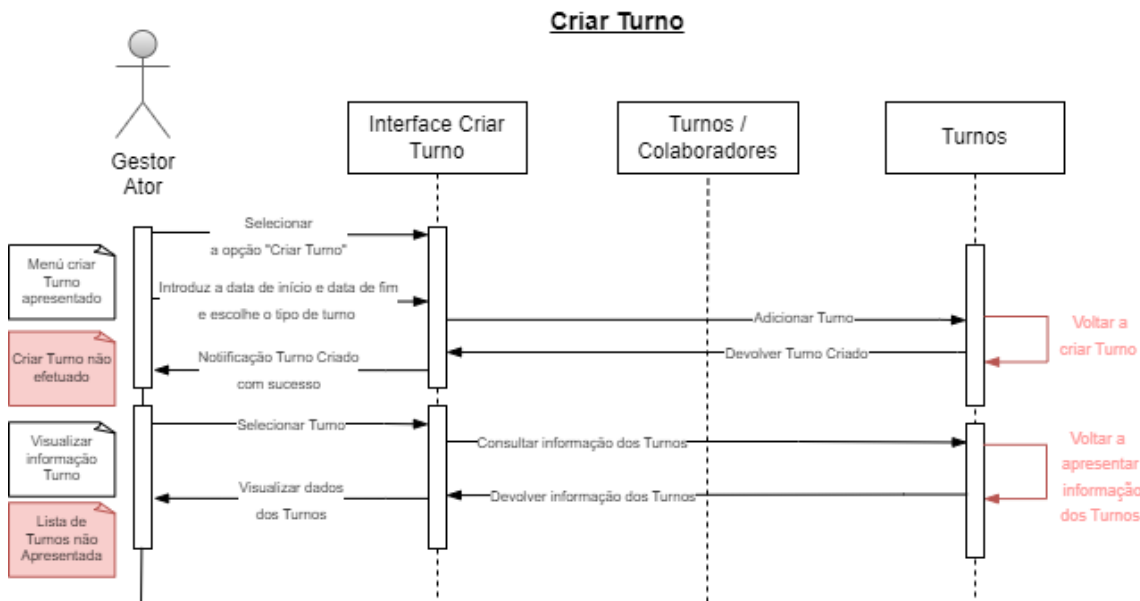 Criar Turno
Gestor
Ator
Interface Criar
Turno
Turnos /
Colaboradores
Turnos
Selecionar
a opção "Criar Turno"
Menú criar
Turno
apresentado
Introduz a data de início e data de fim
e escolhe o tipo de turno
Adicionar Turno
Voltar a
criar Turno
Criar Turno não
efetuado
Devolver Turno Criado
Notiificação Turno Criado
com sucesso
Selecionar Turno
Visualizar
informação
Turno
Consultar informação dos Turnos
Voltar a
apresentar
informação
dos Turnos
Visualizar dados
dos Turnos
Devolver informação dos Turnos
Lista de
Turnos não
Apresentada